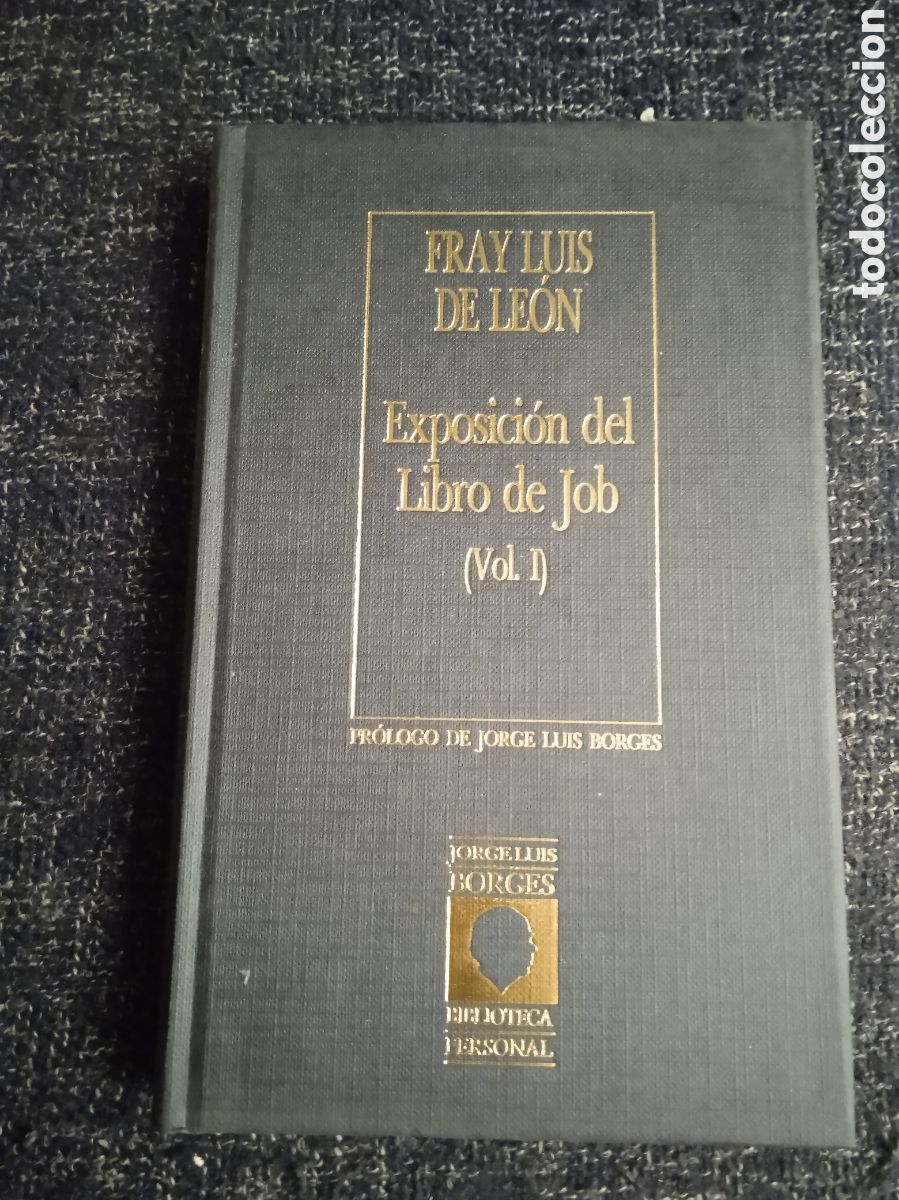 FRAY LUIS
DE LEÓN
Exposición del
Libro de Job
(Vol. I)
PRÓLOGO DE JORGE LUIS BORGES
JORGE LUIS
BORGES
BIBLIOTECA
PERSONAL
todocoleccion